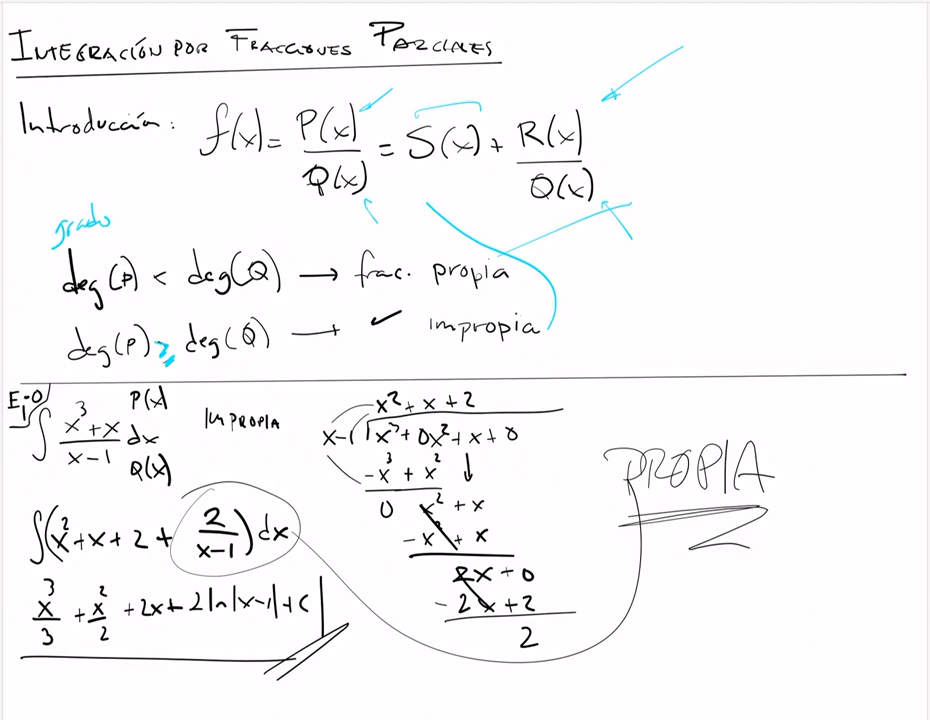 INTEGRACIÓN POR FRACCIONES PARCIALES
Introducción: f(x) = P(x)/Q(x) = S(x) + R(x)/Q(x)
grado
deg(P) < deg(Q) → frac. propia
deg(P) ≥ deg(Q) → ✓ impropia
E-01
∫ (x³+x)/(x-1) dx P(x) Q(x) IMPROPIA
∫(x²+x+2+ 2/(x-1))dx
x³/3 + x²/2 + 2x + 2ln|x-1| + C
x²+x+2
x-1 x³+0x²+x+0
-x³+x²
0 x²+x
-x²+x
2x+0
-2x+2
2
PROPIA